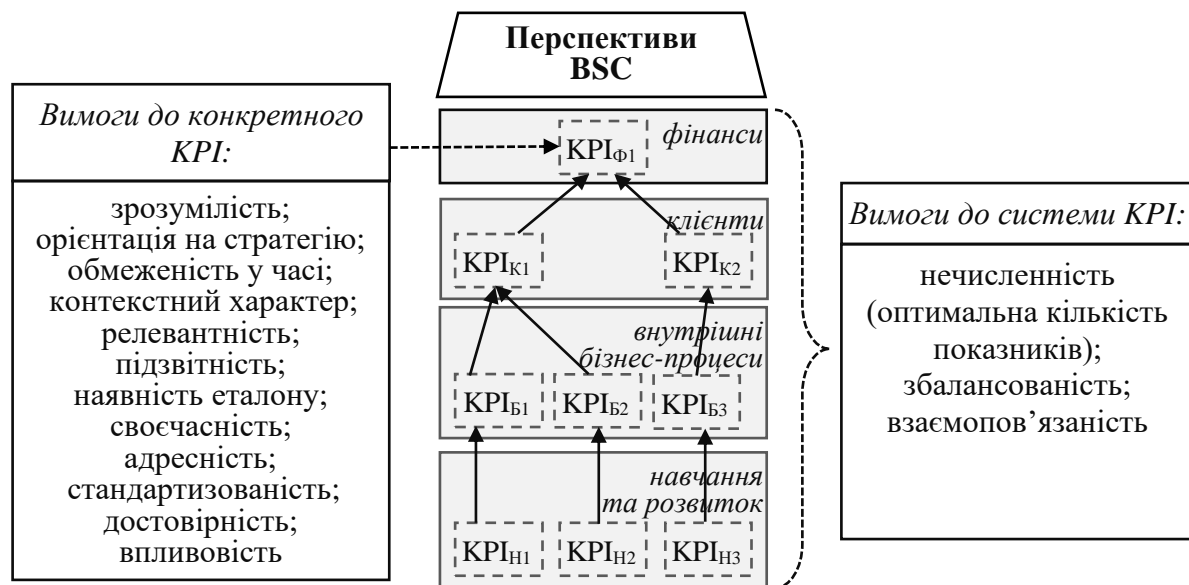 Перспективи
BSC
Вимоги до конкретного
KPI:
зрозумілість;
орієнтація на стратегію;
обмеженість у часі;
контекстний характер;
релевантність;
підзвітність;
наявність еталону;
своєчасність;
адресність;
стандартизованість;
достовірність;
впливовість
фінанси
KPIФ1
клієнти
KPIК1 KPIК2
внутрішні
бізнес-процеси
KPIБ1 KPIБ2 KPIБ3
навчання
та розвиток
KPIН1 KPIН2 KPIН3
Вимоги до системи KPI:
нечисленність
(оптимальна кількість
показників);
збалансованість;
взаємопов’язаність